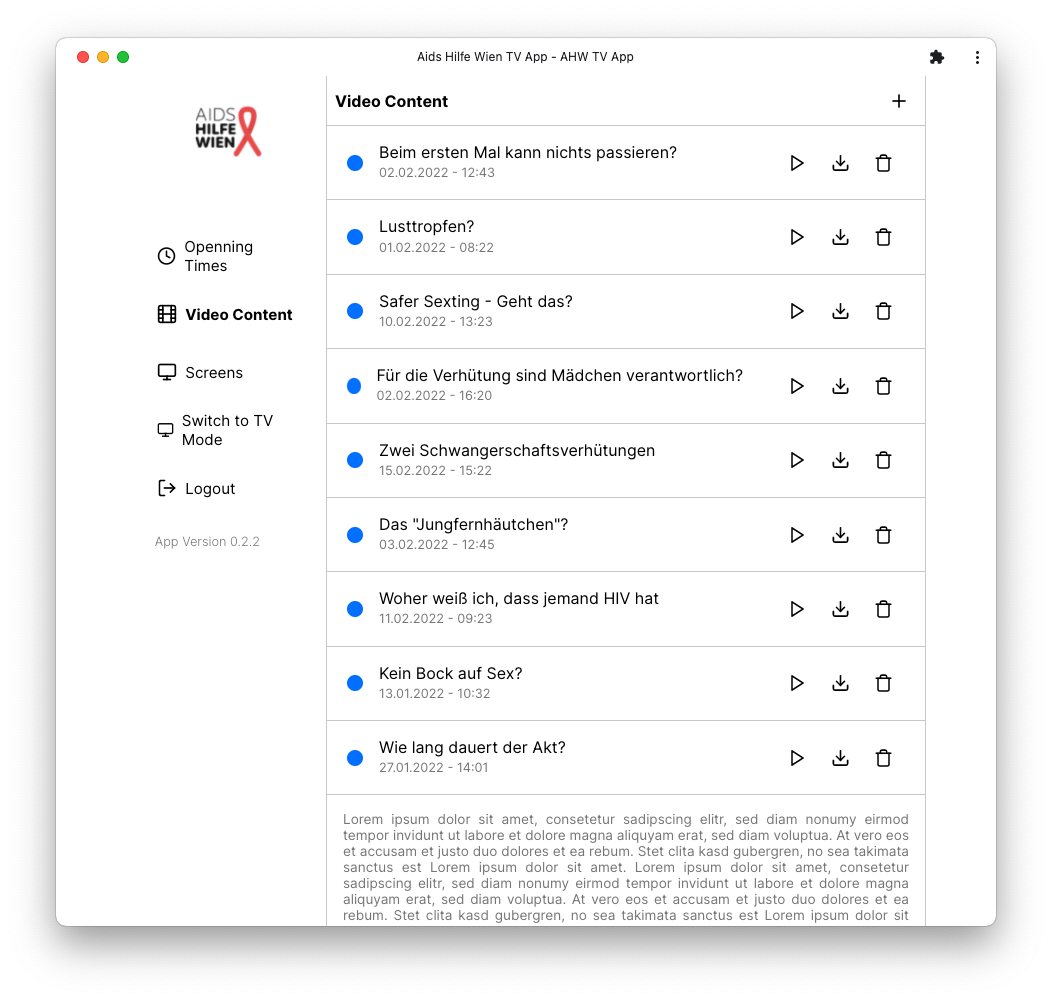 Aids Hilfe Wien TV App - AHW TV App
AIDS
HILFE
WIEN
Openning
Times
Video Content
Screens
Switch to TV
Mode
Logout
App Version 0.2.2
Video Content
Beim ersten Mal kann nichts passieren?
02.02.2022 - 12:43
Lusttropfen?
01.02.2022 - 08:22
Safer Sexting - Geht das?
10.02.2022 - 13:23
Für die Verhütung sind Mädchen verantwortlich?
02.02.2022 - 16:20
Zwei Schwangerschaftsverhütungen
15.02.2022 - 15:22
Das "Jungfernhäutchen"?
03.02.2022 - 12:45
Woher weiß ich, dass jemand HIV hat
11.02.2022 - 09:23
Kein Bock auf Sex?
13.01.2022 - 10:32
Wie lang dauert der Akt?
27.01.2022 - 14:01
Lorem ipsum dolor sit amet, consetetur sadipscing elitr, sed diam nonumy eirmod
tempor invidunt ut labore et dolore magna aliquyam erat, sed diam voluptua. At vero eos
et accusam et justo duo dolores et ea rebum. Stet clita kasd gubergren, no sea takimata
sanctus est Lorem ipsum dolor sit amet. Lorem ipsum dolor sit amet, consetetur
sadipscing elitr, sed diam nonumy eirmod tempor invidunt ut labore et dolore magna
aliquyam erat, sed diam voluptua. At vero eos et accusam et justo duo dolores et ea
rebum. Stet clita kasd gubergren, no sea takimata sanctus est Lorem ipsum dolor sit